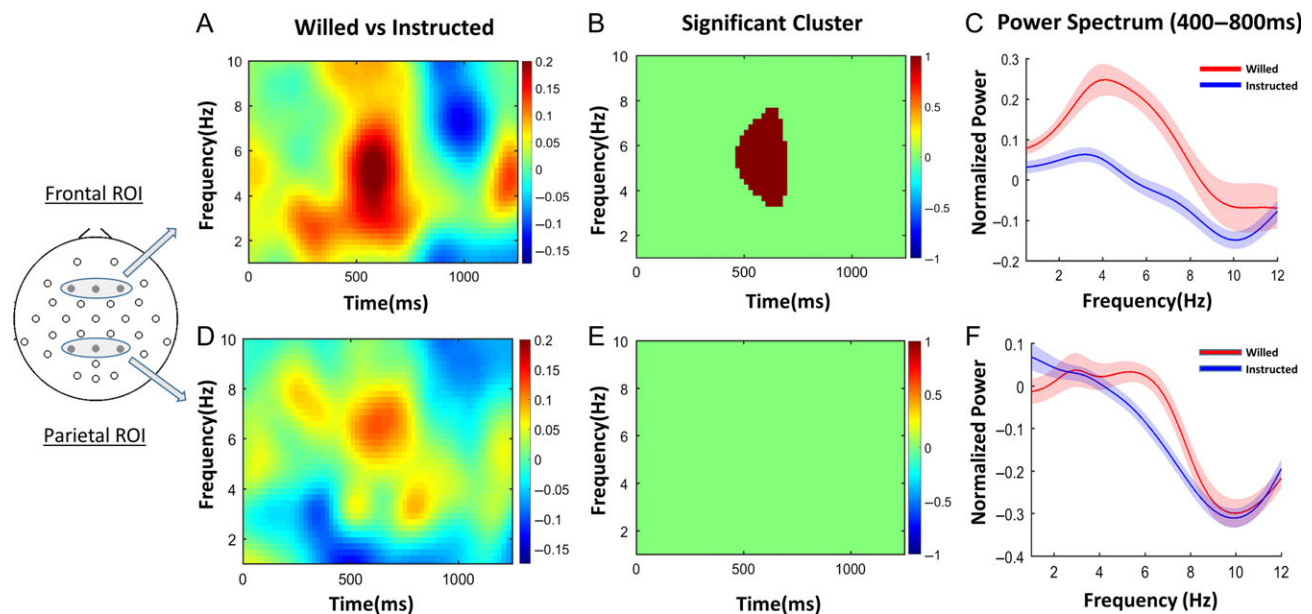 A Willed vs Instructed
Frequency(Hz)
10
8
6
4
2
0 500 1000
Time(ms)
0.2
0.15
0.1
0.05
0
−0.05
−0.1
−0.15
B Significant Cluster
Frequency(Hz)
10
8
6
4
2
0 500 1000
Time(ms)
1
0.5
0
−0.5
−1
C Power Spectrum (400–800ms)
Normalized Power
0.3
0.2
0.1
0
−0.1
−0.2
2 4 6 8 10 12
Frequency(Hz)
Willed
Instructed
Frontal ROI
Parietal ROI
D
Frequency(Hz)
10
8
6
4
2
0 500 1000
Time(ms)
0.2
0.15
0.1
0.05
0
−0.05
−0.1
−0.15
E
Frequency(Hz)
10
8
6
4
2
0 500 1000
Time(ms)
1
0.5
0
−0.5
−1
F
Normalized Power
0.1
0
−0.1
−0.2
−0.3
−0.4
2 4 6 8 10 12
Frequency (Hz)
Willed
Instructed